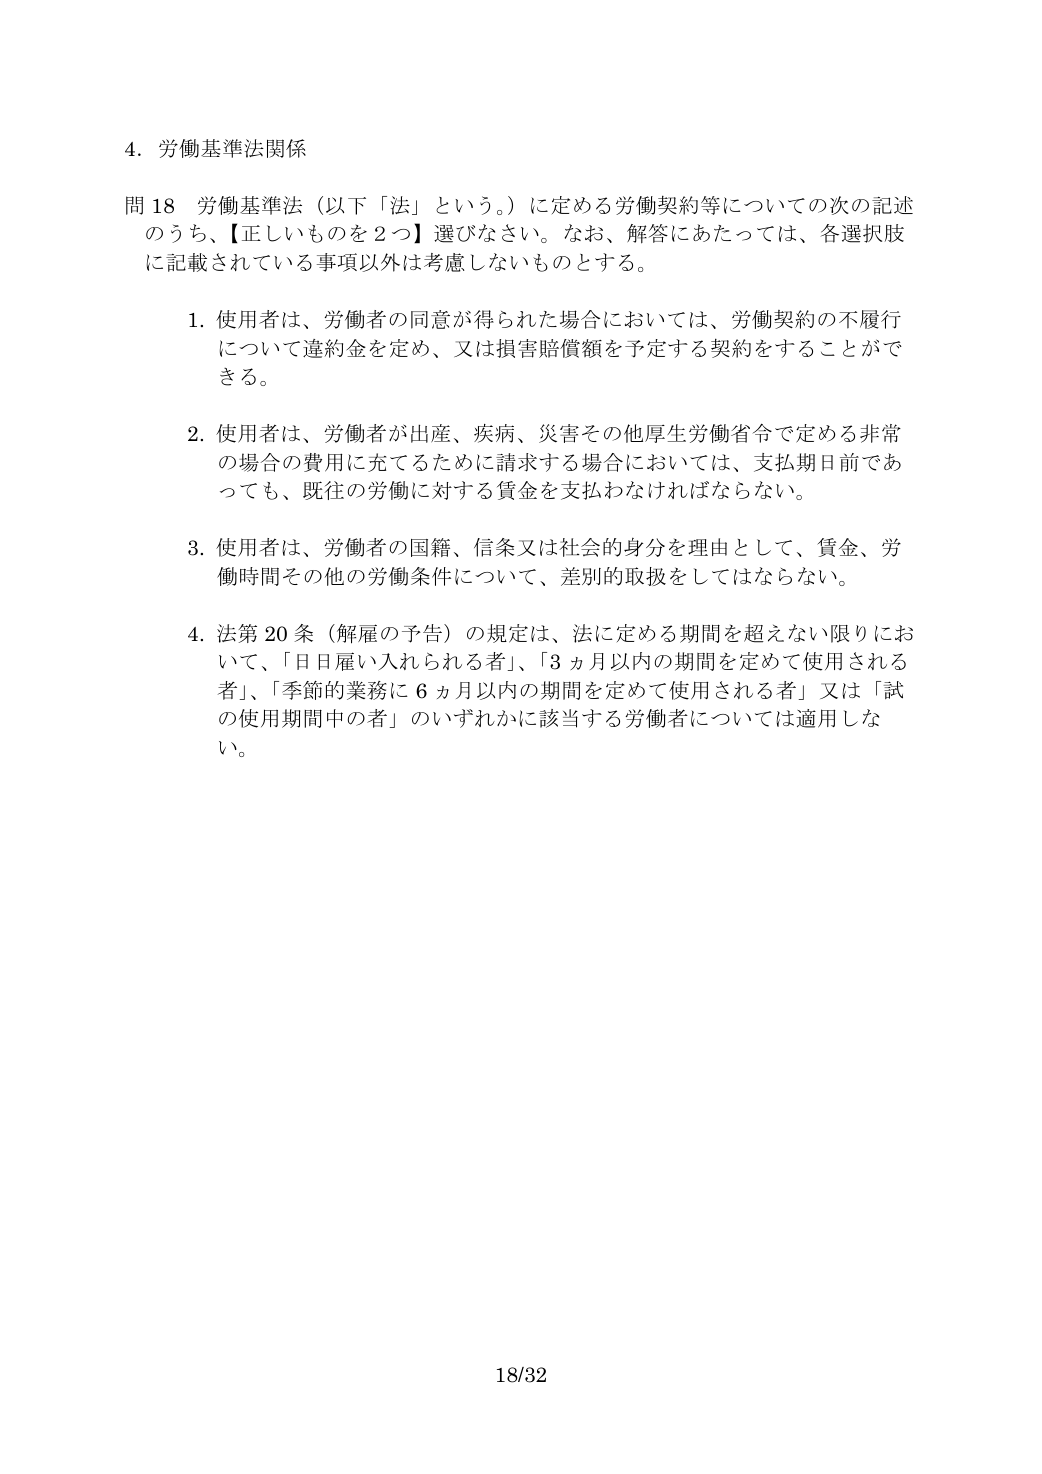 4. 労働基準法関係
問 18　労働基準法（以下「法」という。）に定める労働契約等についての次の記述
のうち、【正しいものを２つ】選びなさい。なお、解答にあたっては、各選択肢
に記載されている事項以外は考慮しないものとする。
1. 使用者は、労働者の同意が得られた場合においては、労働契約の不履行
について違約金を定め、又は損害賠償額を予定する契約をすることがで
きる。
2. 使用者は、労働者が出産、疾病、災害その他厚生労働省令で定める非常
の場合の費用に充てるために請求する場合においては、支払期日前であ
っても、既往の労働に対する賃金を支払わなければならない。
3. 使用者は、労働者の国籍、信条又は社会的身分を理由として、賃金、労
働時間その他の労働条件について、差別的取扱をしてはならない。
4. 法第 20 条（解雇の予告）の規定は、法に定める期間を超えない限りにお
いて、「日日雇い入れられる者」、「3 ヵ月以内の期間を定めて使用される
者」、「季節的業務に 6 ヵ月以内の期間を定めて使用される者」又は「試
の使用期間中の者」のいずれかに該当する労働者については適用しな
い。
18/32